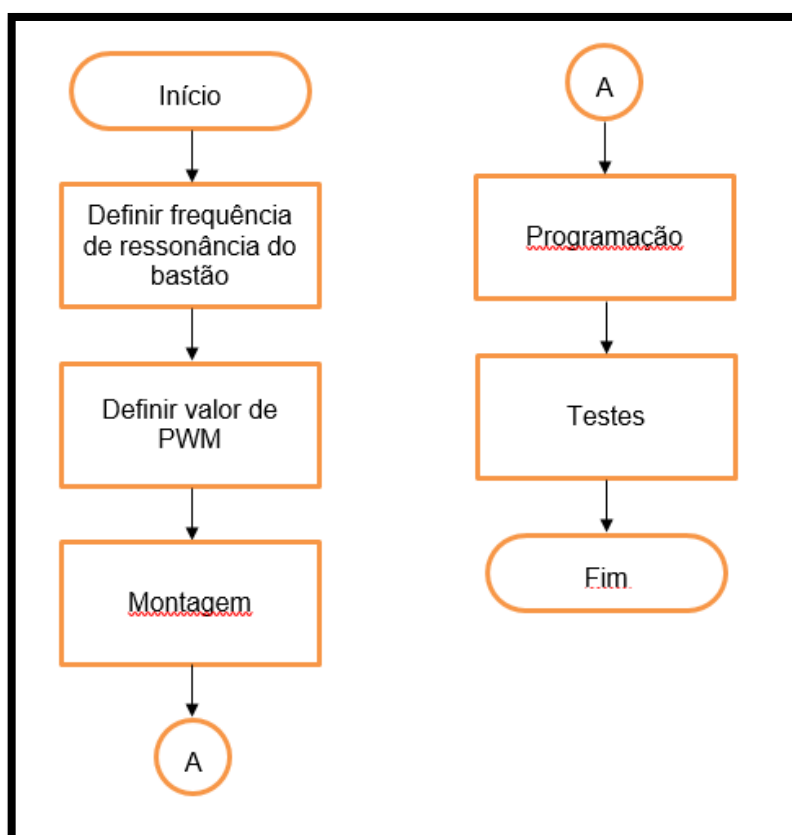 Início
Definir frequência
de ressonância do
bastão
Definir valor de
PWM
Montagem
A
A
Programação
Testes
Fim